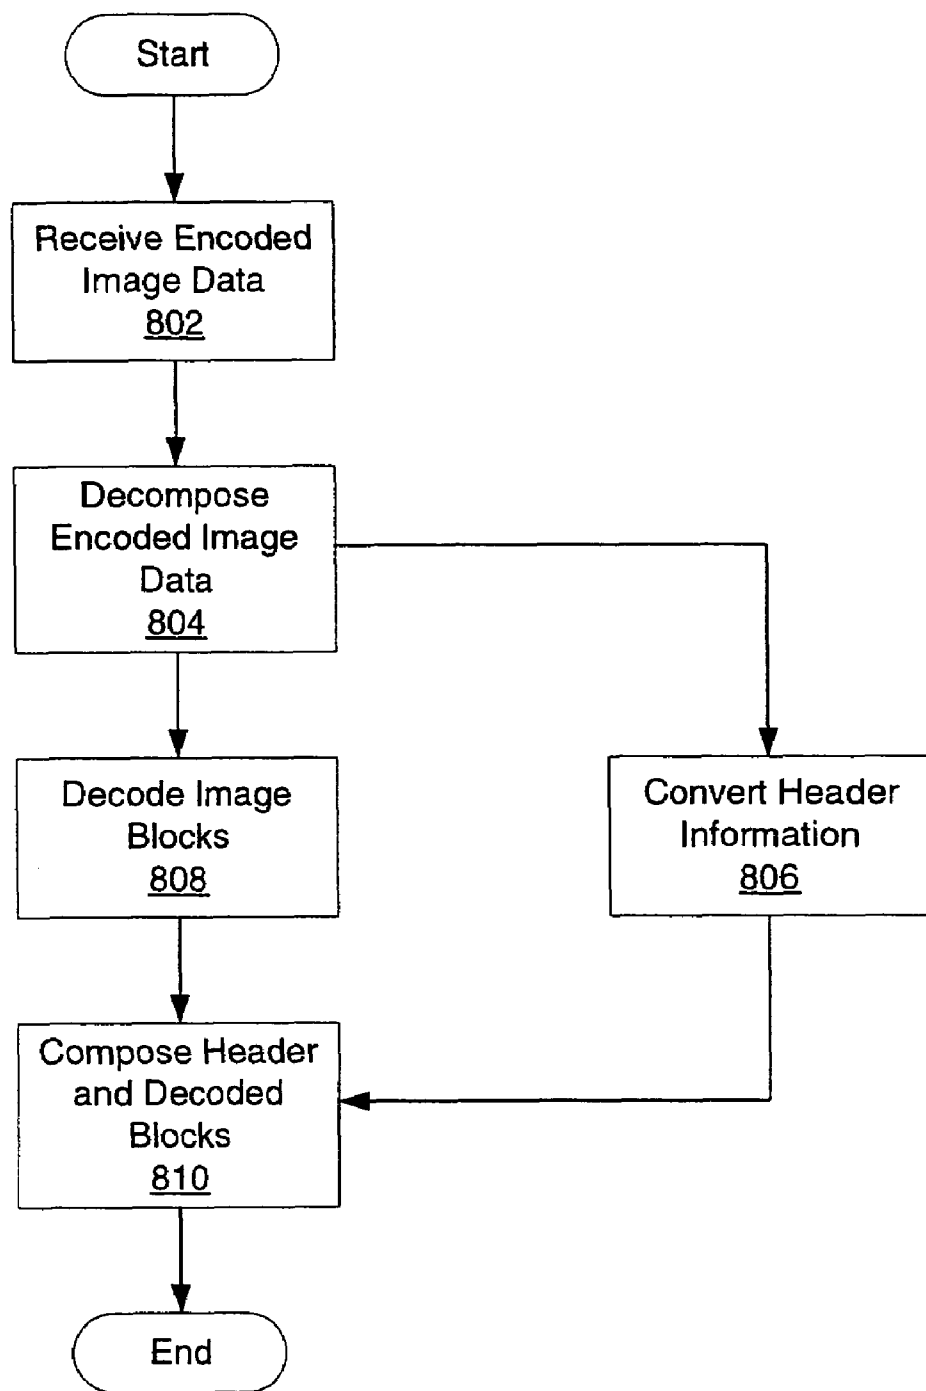 Start
Receive Encoded
Image Data
802
Decompose
Encoded Image
Data
804
Decode Image
Blocks
808
Convert Header
Information
806
Compose Header
and Decoded
Blocks
810
End